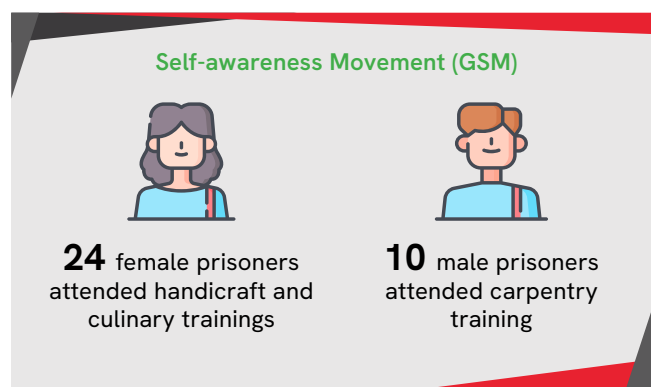 Self-awareness Movement (GSM)
24 female prisoners
attended handicraft and
culinary trainings
10 male prisoners
attended carpentry
training